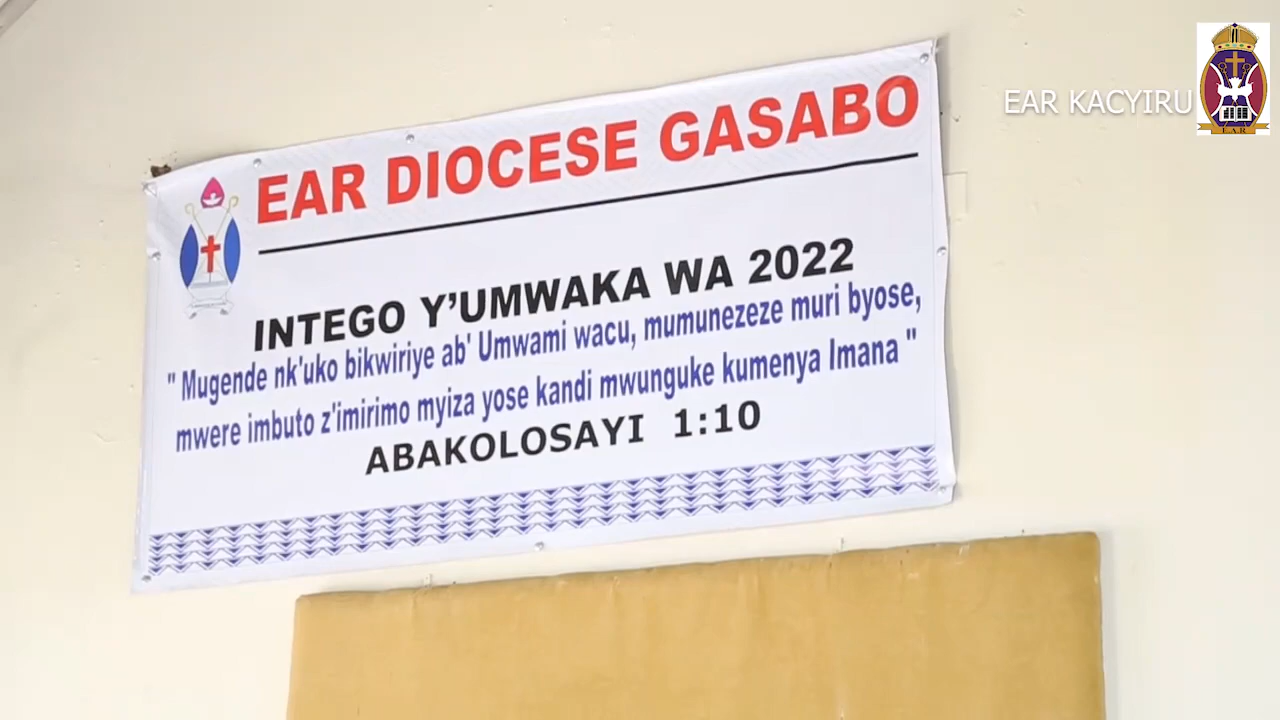 EAR KACYIRU
E.A.R
EAR DIOCESE GASABO
INTEGO Y'UMWAKA WA 2022
" Mugende nk'uko bikwiriye ab' Umwami wacu, mumunezeze muri byose,
mwere imbuto z'imirimo myiza yose kandi mwunguke kumenya Imana "
ABAKOLOSAYI 1:10